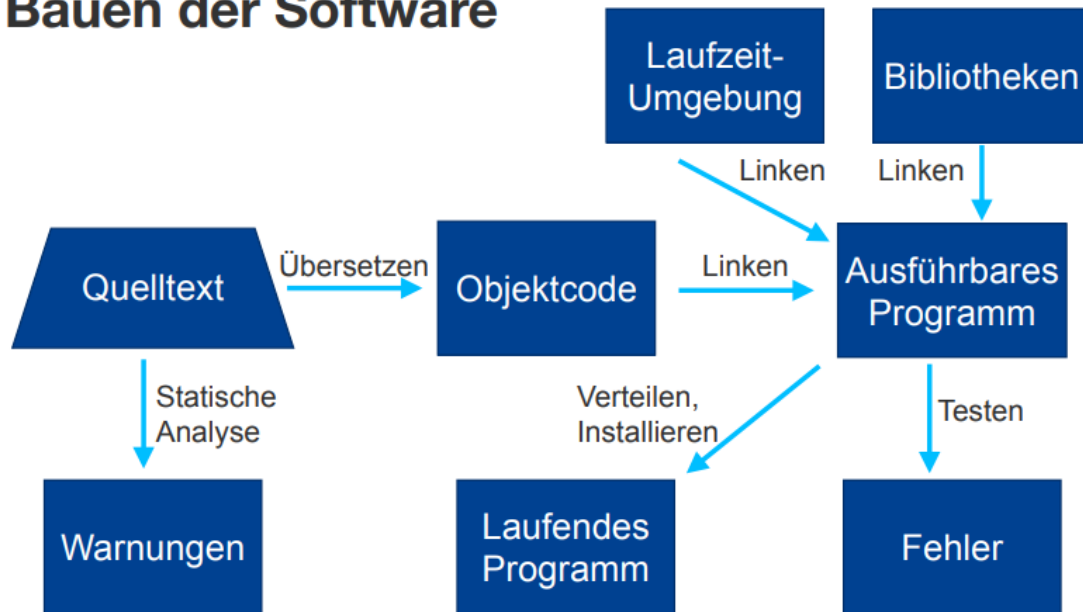 Bauen der Software
Laufzeit-
Umgebung
Bibliotheken
Linken
Linken
Quelltext
Übersetzen
Objektcode
Linken
Ausführbares
Programm
Statische
Analyse
Verteilen,
Installieren
Testen
Warnungen
Laufendes
Programm
Fehler